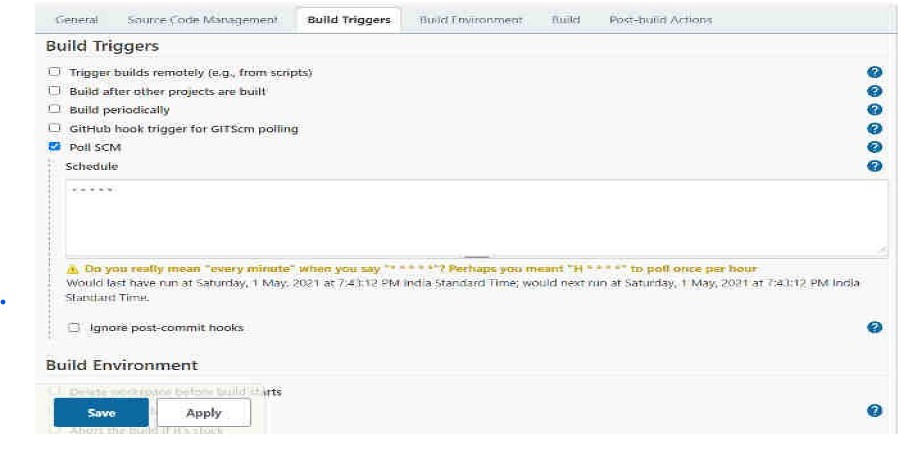 General Source Code Management Build Triggers Build Environment Build Post-build Actions
Build Triggers
Trigger builds remotely (e.g., from scripts)
Build after other projects are built
Build periodically
GitHub hook trigger for GITScm polling
Poll SCM
Schedule
* * * * *
Do you really mean "every minute" when you say "* * * * *"? Perhaps you meant "H * * * *" to poll once per hour
Would last have run at Saturday, 1 May, 2021 at 7:43:12 PM India Standard Time; would next run at Saturday, 1 May, 2021 at 7:43:12 PM India
Standard Time.
Ignore post-commit hooks
Build Environment
Delete workspace before build starts
Save Apply
Abort the build if it's stuck